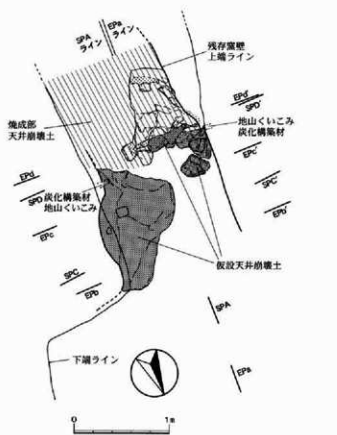 SPA
ライン
EPa
ライン
残存窯壁
上端ライン
焼成部
天井崩壊土
EPd'
SPD'
地山くいこみ
炭化構築材
EPc'
SPC'
EPb'
EPd
SPD
EPc
炭化構築材
地山くいこみ
SPC
EPb
仮設天井崩壊土
SPA
EPa
下端ライン
0
1m